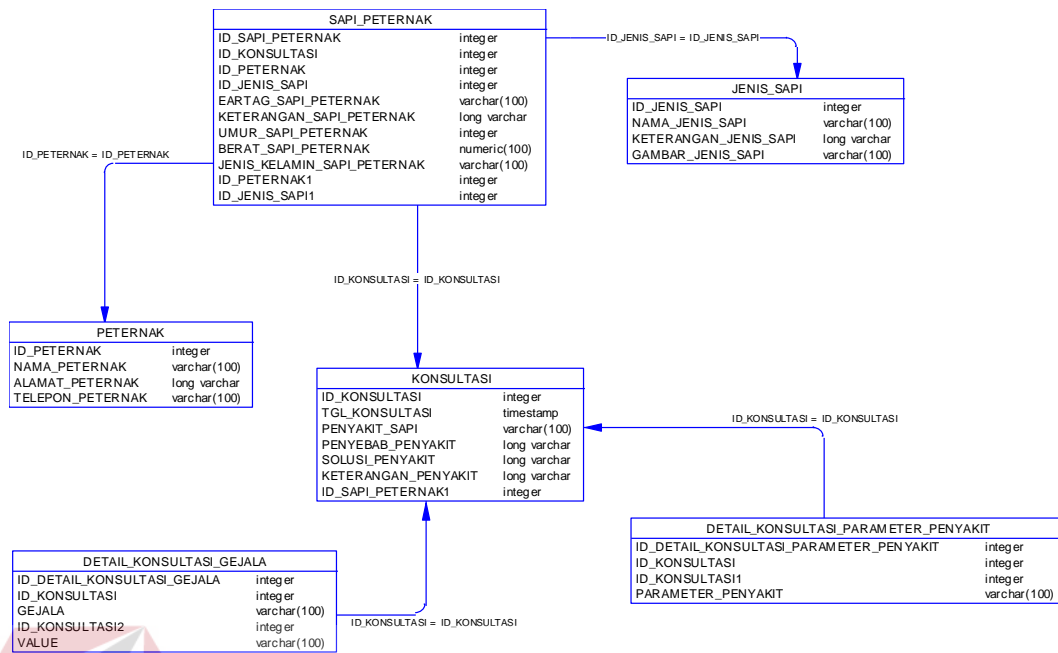 SAPI_PETERNAK
ID_SAPI_PETERNAK integer
ID_KONSULTASI integer
ID_PETERNAK integer
ID_JENIS_SAPI integer
EARTAG_SAPI_PETERNAK varchar(100)
KETERANGAN_SAPI_PETERNAK long varchar
UMUR_SAPI_PETERNAK integer
BERAT_SAPI_PETERNAK numeric(100)
JENIS_KELAMIN_SAPI_PETERNAK varchar(100)
ID_PETERNAK1 integer
ID_JENIS_SAPI1 integer
ID_JENIS_SAPI = ID_JENIS_SAPI
JENIS_SAPI
ID_JENIS_SAPI integer
NAMA_JENIS_SAPI varchar(100)
KETERANGAN_JENIS_SAPI long varchar
GAMBAR_JENIS_SAPI varchar(100)
ID_PETERNAK = ID_PETERNAK
ID_KONSULTASI = ID_KONSULTASI
PETERNAK
ID_PETERNAK integer
NAMA_PETERNAK varchar(100)
ALAMAT_PETERNAK long varchar
TELEPON_PETERNAK varchar(100)
KONSULTASI
ID_KONSULTASI integer
TGL_KONSULTASI timestamp
PENYAKIT_SAPI varchar(100)
PENYEBAB_PENYAKIT long varchar
SOLUSI_PENYAKIT long varchar
KETERANGAN_PENYAKIT long varchar
ID_SAPI_PETERNAK1 integer
ID_KONSULTASI = ID_KONSULTASI
DETAIL_KONSULTASI_PARAMETER_PENYAKIT
ID_DETAIL_KONSULTASI_PARAMETER_PENYAKIT integer
ID_KONSULTASI integer
ID_KONSULTASI1 integer
PARAMETER_PENYAKIT varchar(100)
DETAIL_KONSULTASI_GEJALA
ID_DETAIL_KONSULTASI_GEJALA integer
ID_KONSULTASI integer
GEJALA varchar(100)
ID_KONSULTASI2 integer
VALUE varchar(100)
ID_KONSULTASI = ID_KONSULTASI